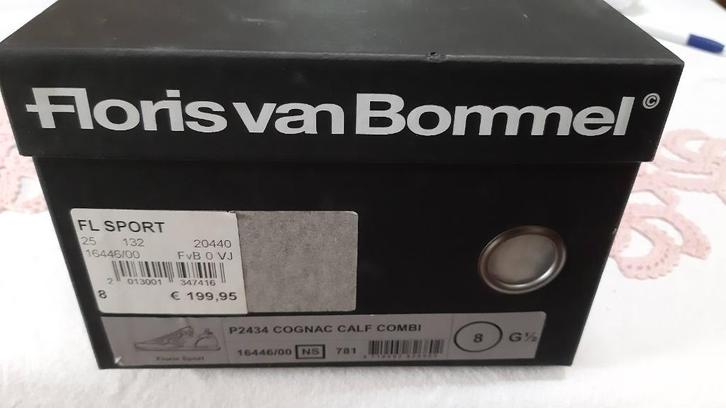 Floris van Bommel ©
FL SPORT
25 132 20440
16446/00 FvB 0 VJ
2 013001 347416
8 € 199,95
P2434 COGNAC CALF COMBI
16446/00 NS 781
8 G½
Floris Sport